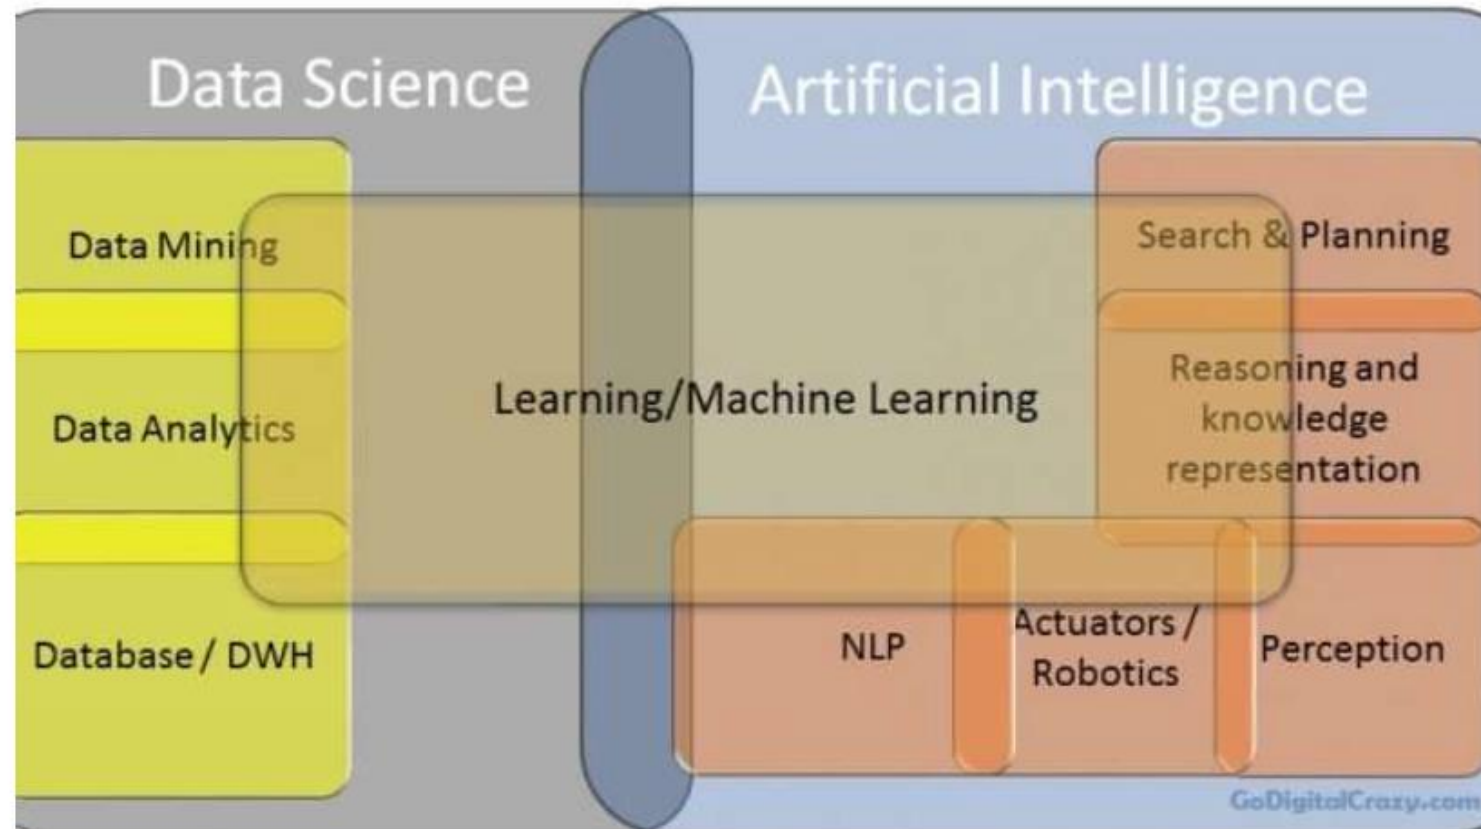 Data Science
Artificial Intelligence
Data Mining
Search & Planning
Reasoning and
knowledge
representation
Learning/Machine Learning
Data Analytics
Database / DWH
NLP
Actuators /
Robotics
Perception
GoDigitalCrazy.com